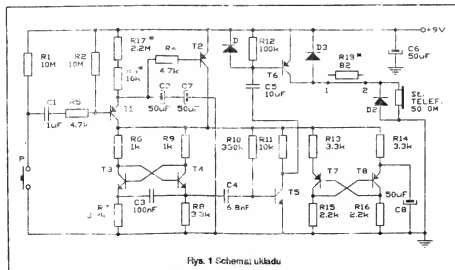 +9V
R1
10M
R2
10M
R17*
2.2M
10k
R4
4.7k
T2
D
R12
100k
T6
D3
R19*
82
1
2
C6
50uF
SŁ.
TELEF.
50 OM
D2
C1
1uF
R5
4.7k
T1
50uF
C7
50uF
C5
10uF
P
R6
1k
R9
1k
R10
330k
R11
10k
R13
3.3k
R14
3.3k
T3
T4
C3
100nF
C4
6.8nF
T5
T7
T8
50uF
C8
R8
3.3k
R15
2.2k
R16
2.2k
Rys. 1 Schemat układu